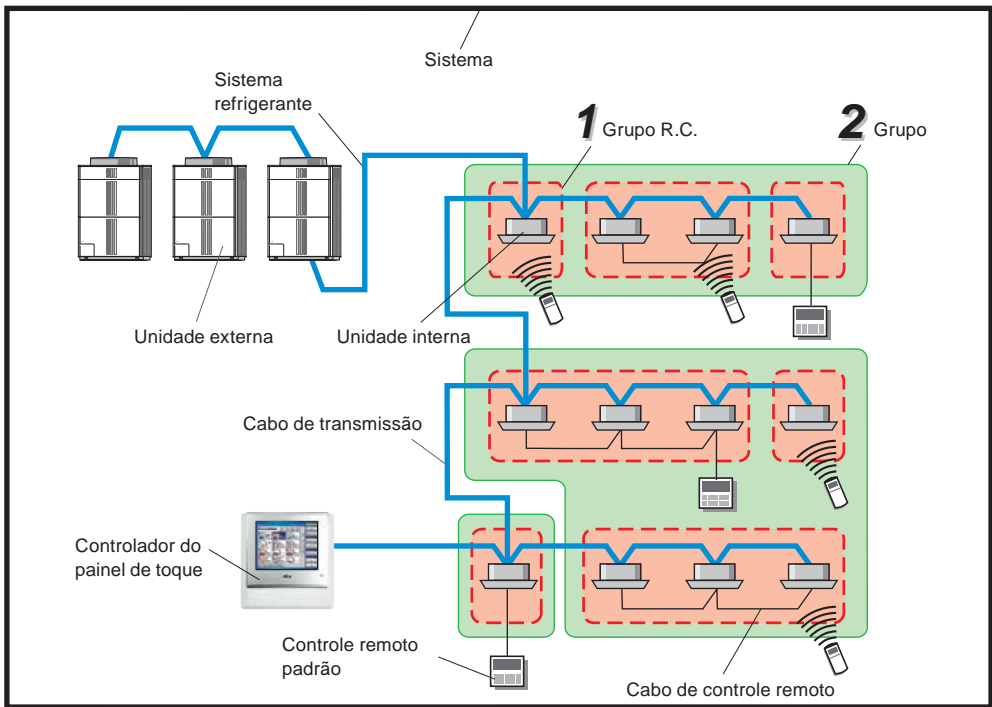 Sistema
Sistema
refrigerante
1 Grupo R.C.
2 Grupo
Unidade externa
Unidade interna
Cabo de transmissão
Controlador do
painel de toque
Controle remoto
padrão
Cabo de controle remoto